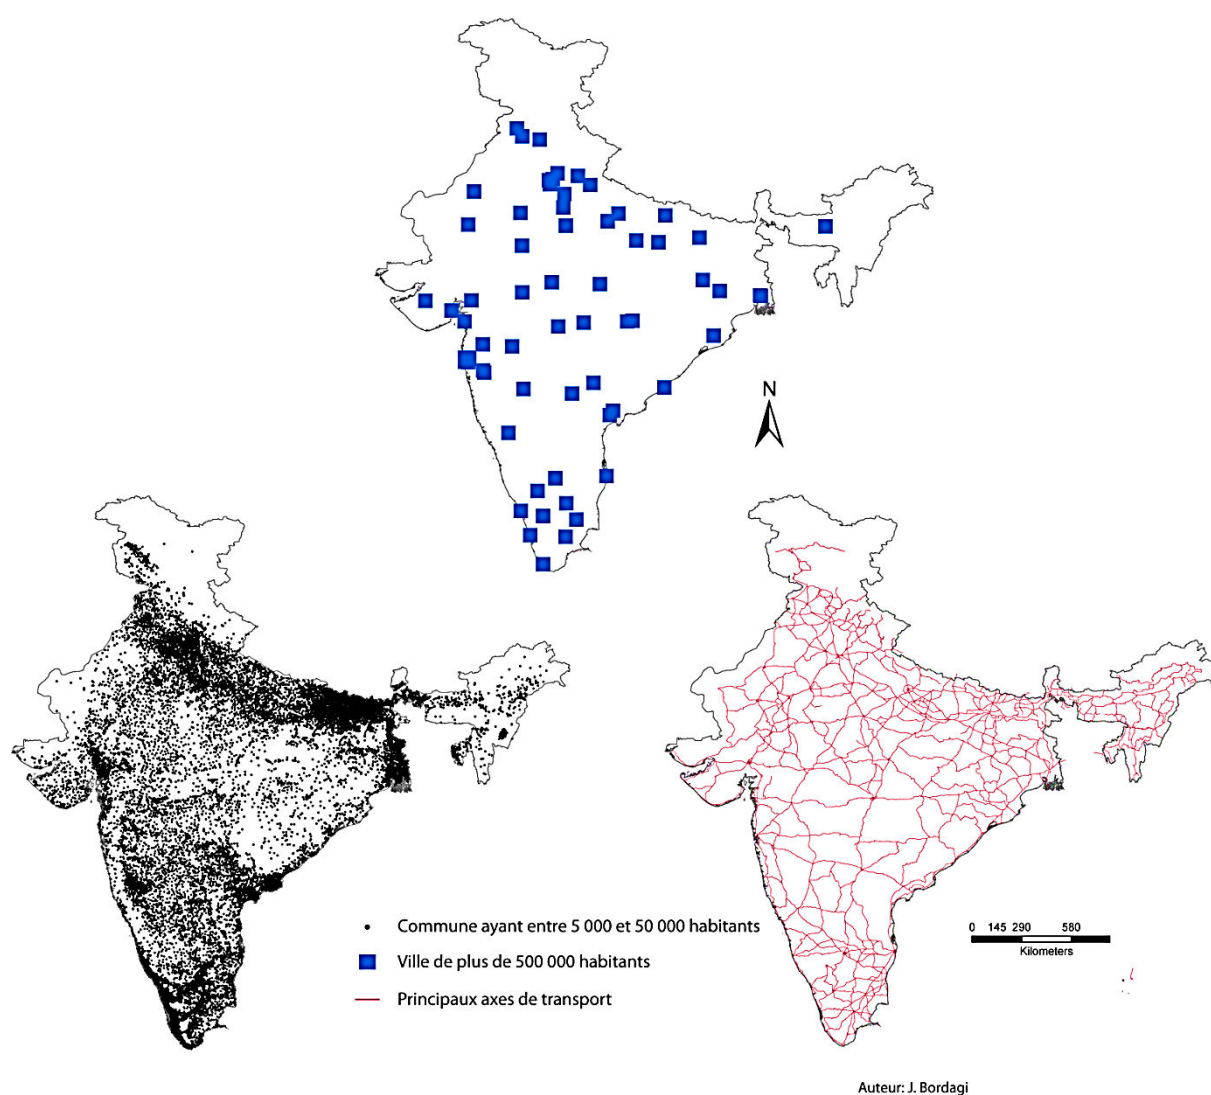 N
Commune ayant entre 5 000 et 50 000 habitants
Ville de plus de 500 000 habitants
Principaux axes de transport
0 145 290 580
Kilometers
Auteur: J. Bordagi